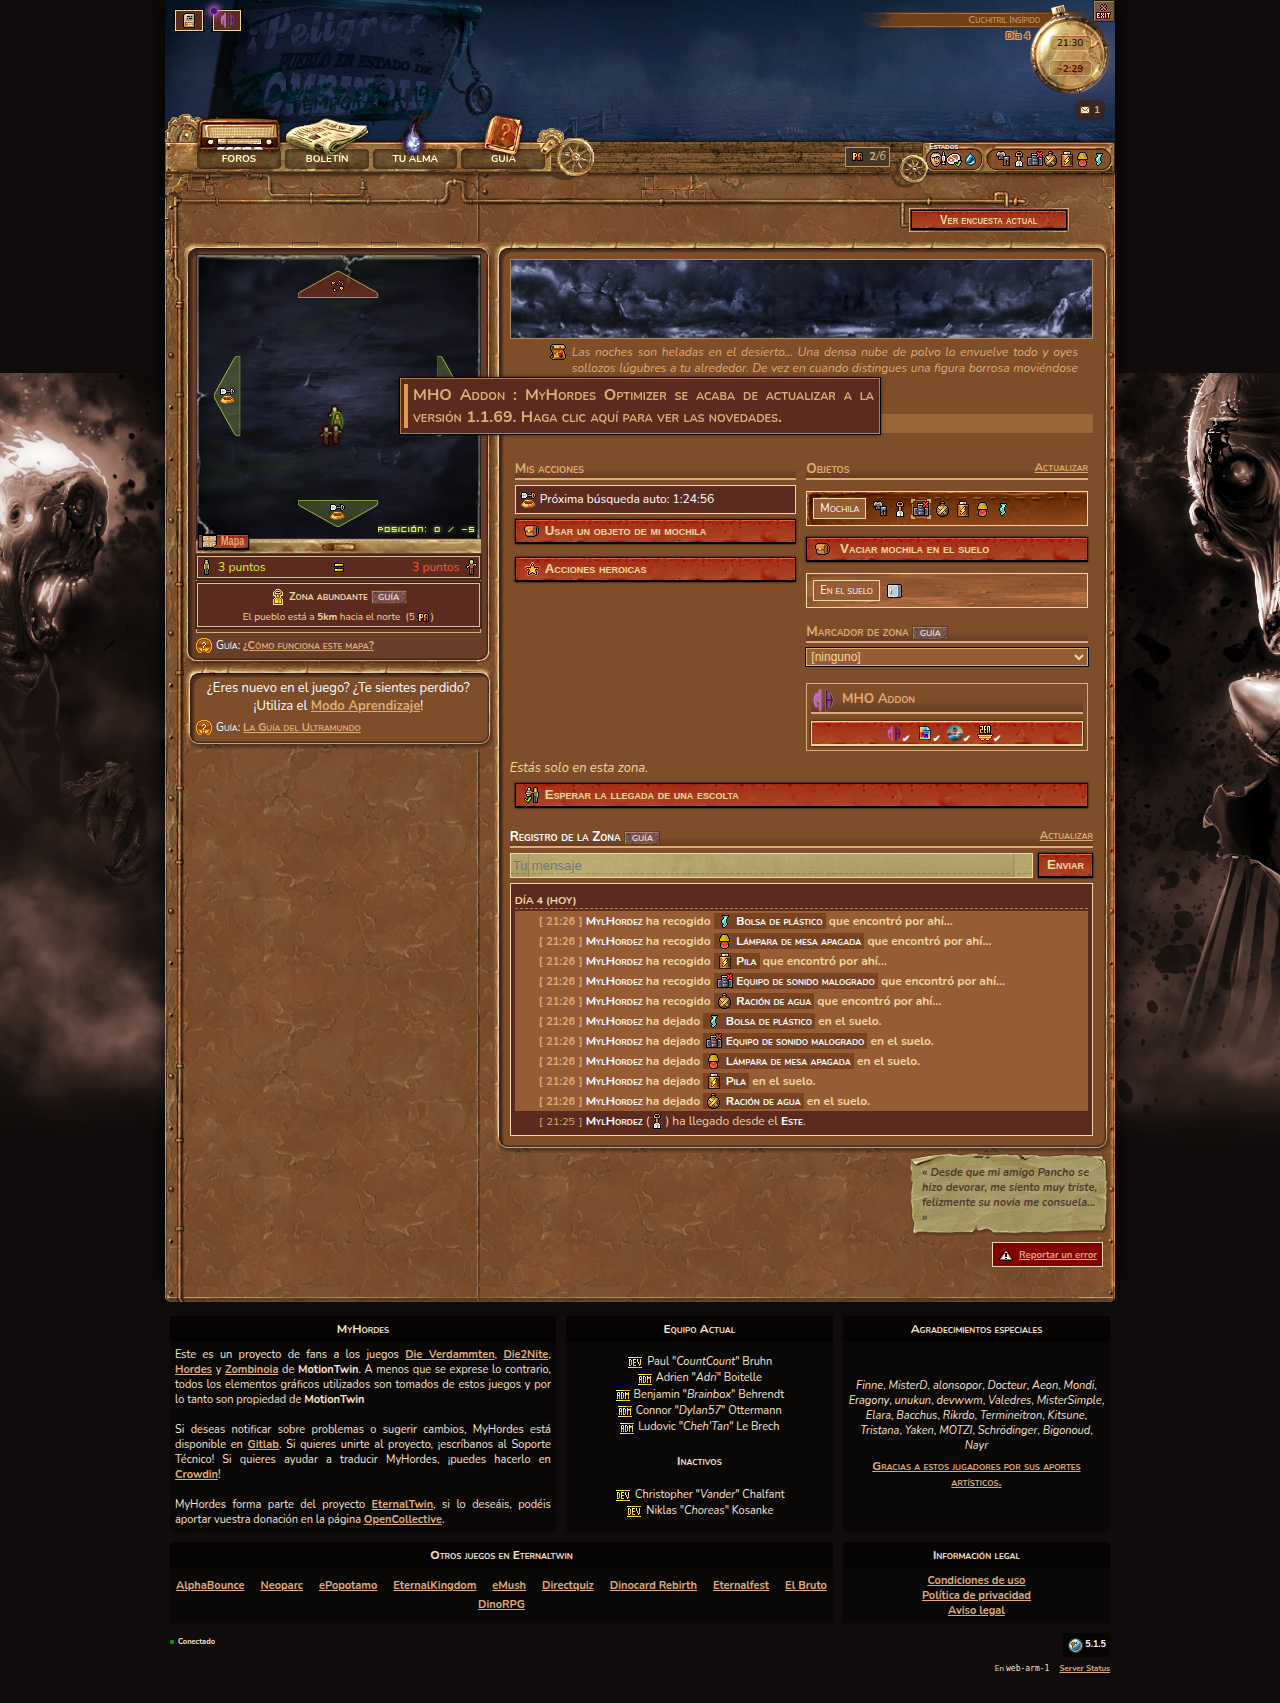 ¡Peligro!
PUEBLO EN ESTADO DE
Cuchitril Insípido
Día 4
EXIT
21:30
~2:29
1
FOROS
BOLETÍN
TU ALMA
GUIA
PA 2/6
Estados
Ver encuesta actual
Las noches son heladas en el desierto... Una densa nube de polvo lo envuelve todo y oyes
sollozos lúgubres a tu alrededor. De vez en cuando distingues una figura borrosa moviéndose
MHO Addon : MyHordes Optimizer se acaba de actualizar a la
versión 1.1.69. Haga clic aquí para ver las novedades.
Posición: 0 / -5
Mapa
3 puntos
3 puntos
Zona abundante GUÍA
El pueblo está a 5km hacia el norte (5 PA)
Guía: ¿Cómo funciona este mapa?
¿Eres nuevo en el juego? ¿Te sientes perdido?
¡Utiliza el Modo Aprendizaje!
Guía: La Guía del Ultramundo
Mis acciones
Próxima búsqueda auto: 1:24:56
Usar un objeto de mi mochila
Acciones heroicas
Objetos
Actualizar
Mochila
Vaciar mochila en el suelo
En el suelo
Marcador de zona GUÍA
[ninguno]
MHO Addon
Estás solo en esta zona.
Esperar la llegada de una escolta
Registro de la Zona GUÍA
Actualizar
Tu mensaje
Enviar
DÍA 4 (HOY)
[ 21:26 ] MylHordez ha recogido Bolsa de plástico que encontró por ahí...
[ 21:26 ] MylHordez ha recogido Lámpara de mesa apagada que encontró por ahí...
[ 21:26 ] MylHordez ha recogido Pila que encontró por ahí...
[ 21:26 ] MylHordez ha recogido Equipo de sonido malogrado que encontró por ahí...
[ 21:26 ] MylHordez ha recogido Ración de agua que encontró por ahí...
[ 21:26 ] MylHordez ha dejado Bolsa de plástico en el suelo.
[ 21:26 ] MylHordez ha dejado Equipo de sonido malogrado en el suelo.
[ 21:26 ] MylHordez ha dejado Lámpara de mesa apagada en el suelo.
[ 21:26 ] MylHordez ha dejado Pila en el suelo.
[ 21:26 ] MylHordez ha dejado Ración de agua en el suelo.
[ 21:25 ] MylHordez ( ) ha llegado desde el Este.
« Desde que mi amigo Pancho se
hizo devorar, me siento muy triste,
felizmente su novia me consuela...
»
Reportar un error
MyHordes
Este es un proyecto de fans a los juegos Die Verdammten, Die2Nite,
Hordes y Zombinoia de MotionTwin. A menos que se exprese lo contrario,
todos los elementos gráficos utilizados son tomados de estos juegos y por
lo tanto son propiedad de MotionTwin
Si deseas notificar sobre problemas o sugerir cambios, MyHordes está
disponible en Gitlab. Si quieres unirte al proyecto, ¡escríbanos al Soporte
Técnico! Si quieres ayudar a traducir MyHordes, ¡puedes hacerlo en
Crowdin!
MyHordes forma parte del proyecto EternalTwin, si lo deseáis, podéis
aportar vuestra donación en la página OpenCollective.
Equipo Actual
DEV Paul "CountCount" Bruhn
ADM Adrien "Adri" Boitelle
ADM Benjamin "Brainbox" Behrendt
ADM Connor "Dylan57" Ottermann
ADM Ludovic "Cheh'Tan" Le Brech
Inactivos
DEV Christopher "Vander" Chalfant
DEV Niklas "Choreas" Kosanke
Agradecimientos especiales
Finne, MisterD, alonsopor, Docteur, Aeon, Mondi,
Eragony, unukun, devwwm, Valedres, MisterSimple,
Elara, Bacchus, Rikrdo, Termineitron, Kitsune,
Tristana, Yaken, MOTZI, Schrödinger, Bigonoud,
Nayr
Gracias a estos jugadores por sus aportes
artísticos.
Otros juegos en Eternaltwin
AlphaBounce Neoparc ePopotamo EternalKingdom eMush Directquiz Dinocard Rebirth Eternalfest El Bruto
DinoRPG
Información legal
Condiciones de uso
Política de privacidad
Aviso legal
Conectado
5.1.5
En web-arm-1 Server Status